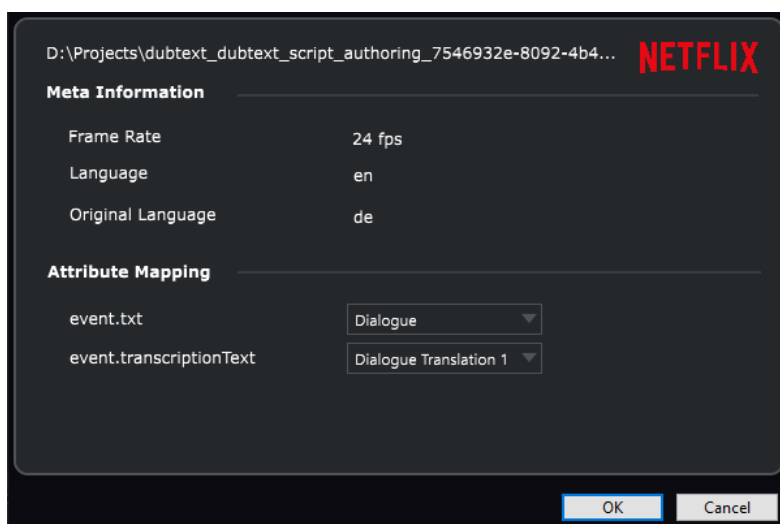 D:\Projects\dubtext_dubtext_script_authoring_7546932e-8092-4b4...
NETFLIX
Meta Information
Frame Rate 24 fps
Language en
Original Language de
Attribute Mapping
event.txt Dialogue
event.transcriptionText Dialogue Translation 1
OK Cancel